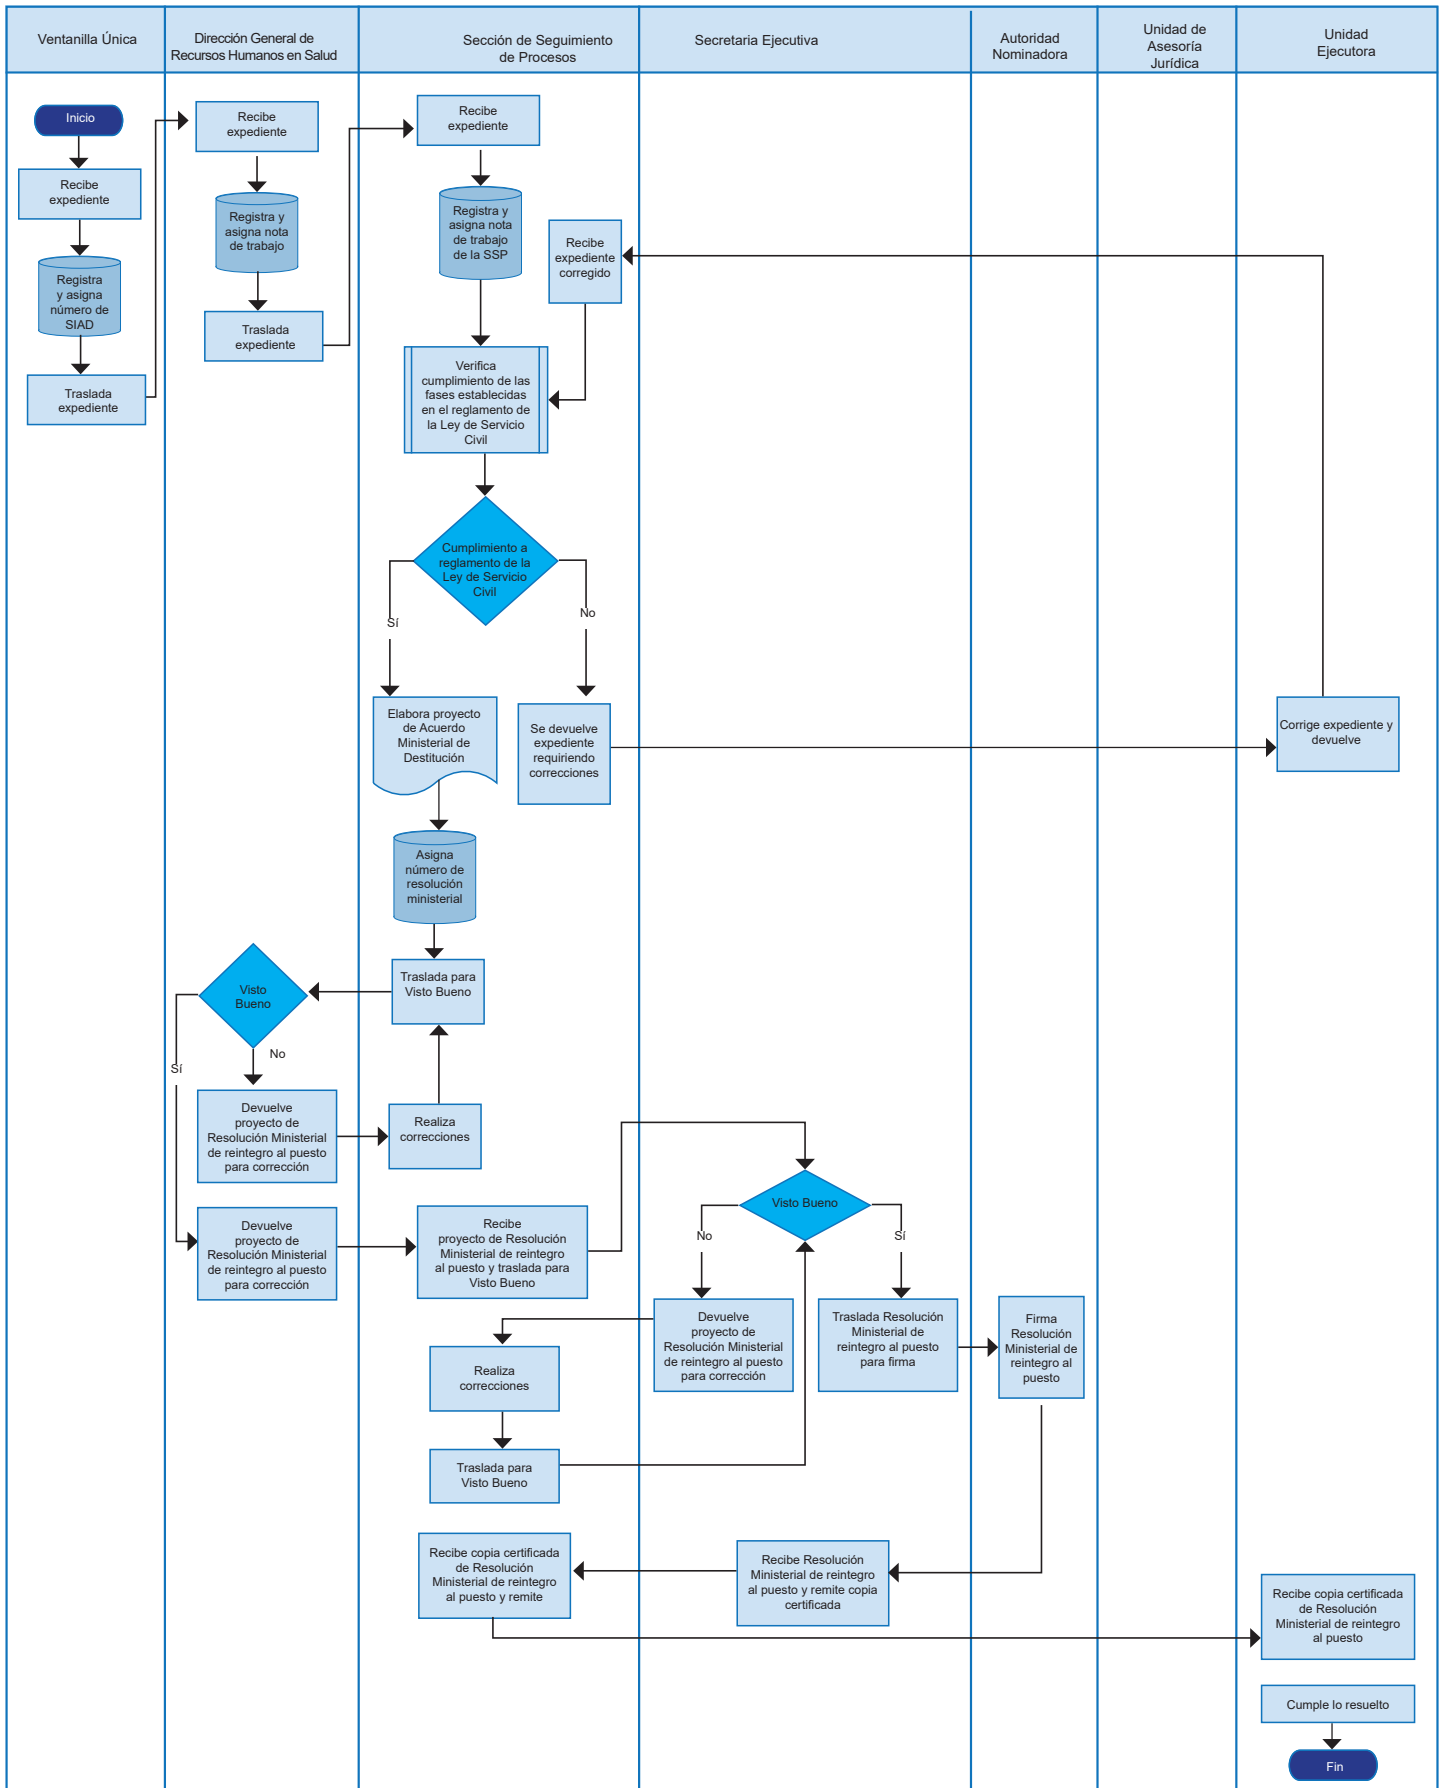 Ventanilla Única
Dirección General de
Recursos Humanos en Salud
Sección de Seguimiento
de Procesos
Secretaria Ejecutiva
Autoridad
Nominadora
Unidad de
Asesoría
Jurídica
Unidad
Ejecutora
Inicio
Recibe
expediente
Registra
y asigna
número de
SIAD
Traslada
expediente
Recibe
expediente
Registra y
asigna nota
de trabajo
Traslada
expediente
Recibe
expediente
Registra y
asigna nota
de trabajo
de la SSP
Recibe
expediente
corregido
Verifica
cumplimiento de las
fases establecidas
en el reglamento de
la Ley de Servicio
Civil
Cumplimiento a
reglamento de la
Ley de Servicio
Civil
Sí
No
Elabora proyecto
de Acuerdo
Ministerial de
Destitución
Se devuelve
expediente
requiriendo
correcciones
Corrige expediente y
devuelve
Asigna
número de
resolución
ministerial
Traslada para
Visto Bueno
Visto
Bueno
No
Sí
Devuelve
proyecto de
Resolución Ministerial
de reintegro al puesto
para corrección
Realiza
correcciones
Devuelve
proyecto de
Resolución Ministerial
de reintegro al puesto
para corrección
Recibe
proyecto de Resolución
Ministerial de reintegro
al puesto y traslada para
Visto Bueno
Visto Bueno
No
Sí
Devuelve
proyecto de
Resolución Ministerial
de reintegro al puesto
para corrección
Traslada Resolución
Ministerial de
reintegro al puesto
para firma
Firma
Resolución
Ministerial de
reintegro al
puesto
Realiza
correcciones
Traslada para
Visto Bueno
Recibe copia certificada
de Resolución
Ministerial de reintegro
al puesto y remite
Recibe Resolución
Ministerial de reintegro
al puesto y remite copia
certificada
Recibe copia certificada
de Resolución
Ministerial de reintegro
al puesto
Cumple lo resuelto
Fin